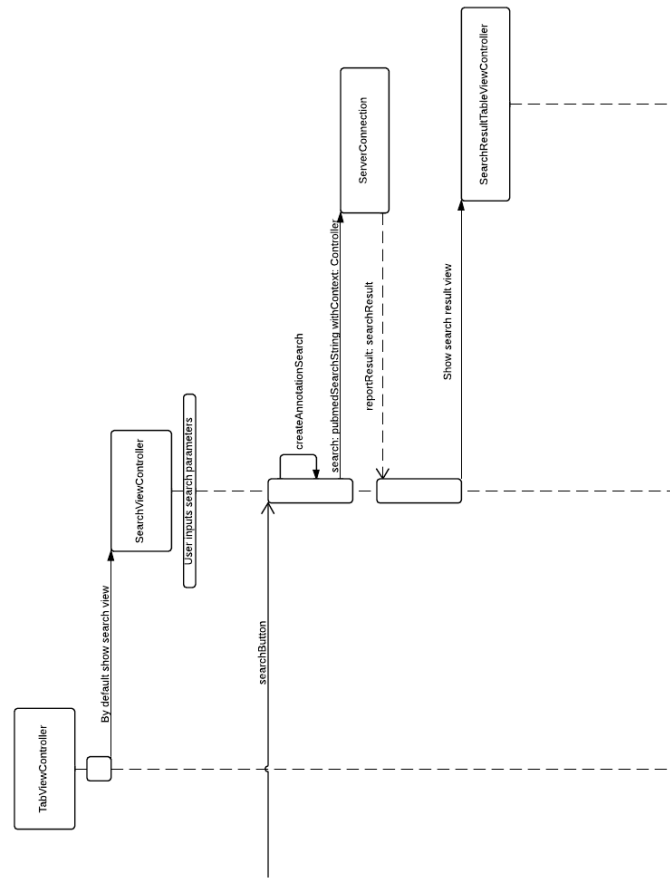 TabViewController
By default show search view
SearchViewController
User inputs search parameters
searchButton
createAnnotationSearch
search: pubmedSearchString withContext: Controller
ServerConnection
reportResult: searchResult
Show search result view
SearchResultTableViewController